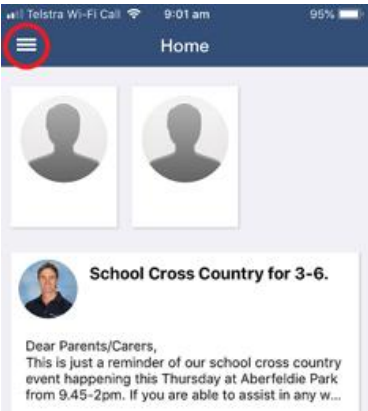 Telstra Wi-Fi Call 9:01 am 95%
Home
School Cross Country for 3-6.
Dear Parents/Carers,
This is just a reminder of our school cross country
event happening this Thursday at Aberfeldie Park
from 9.45-2pm. If you are able to assist in any w...